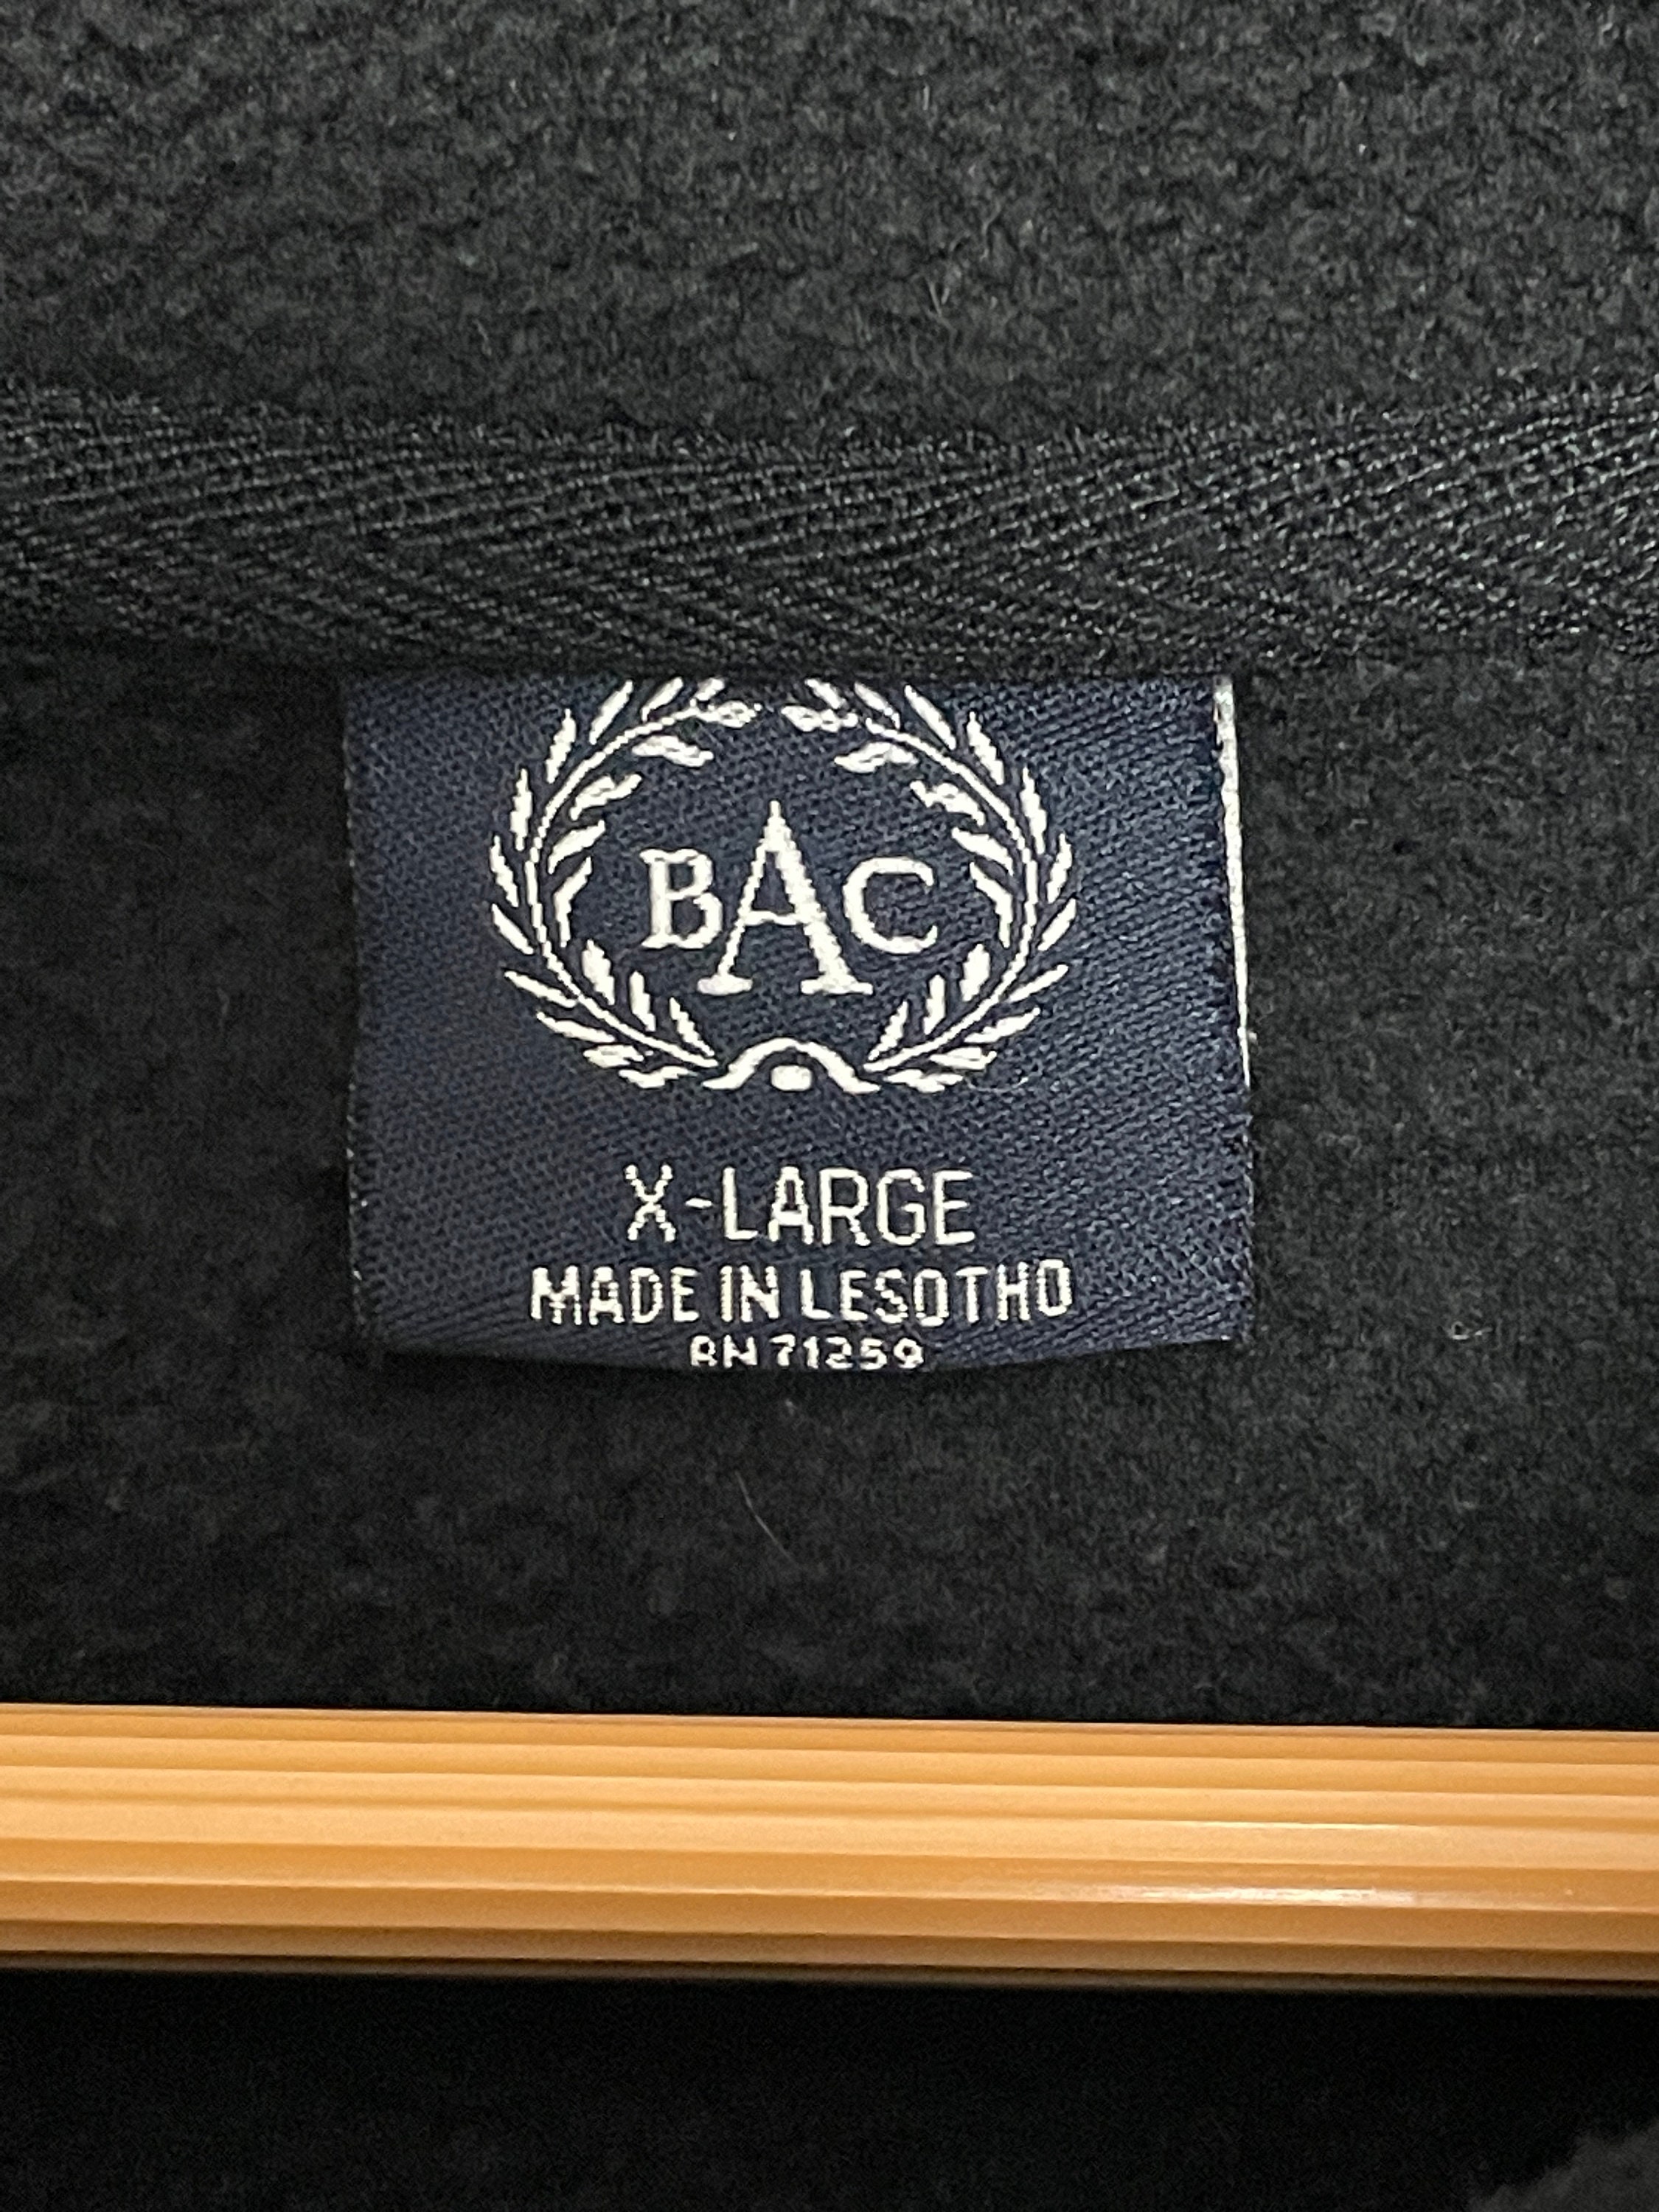 BAC
X-LARGE
MADE IN LESOTHO
RN 71259